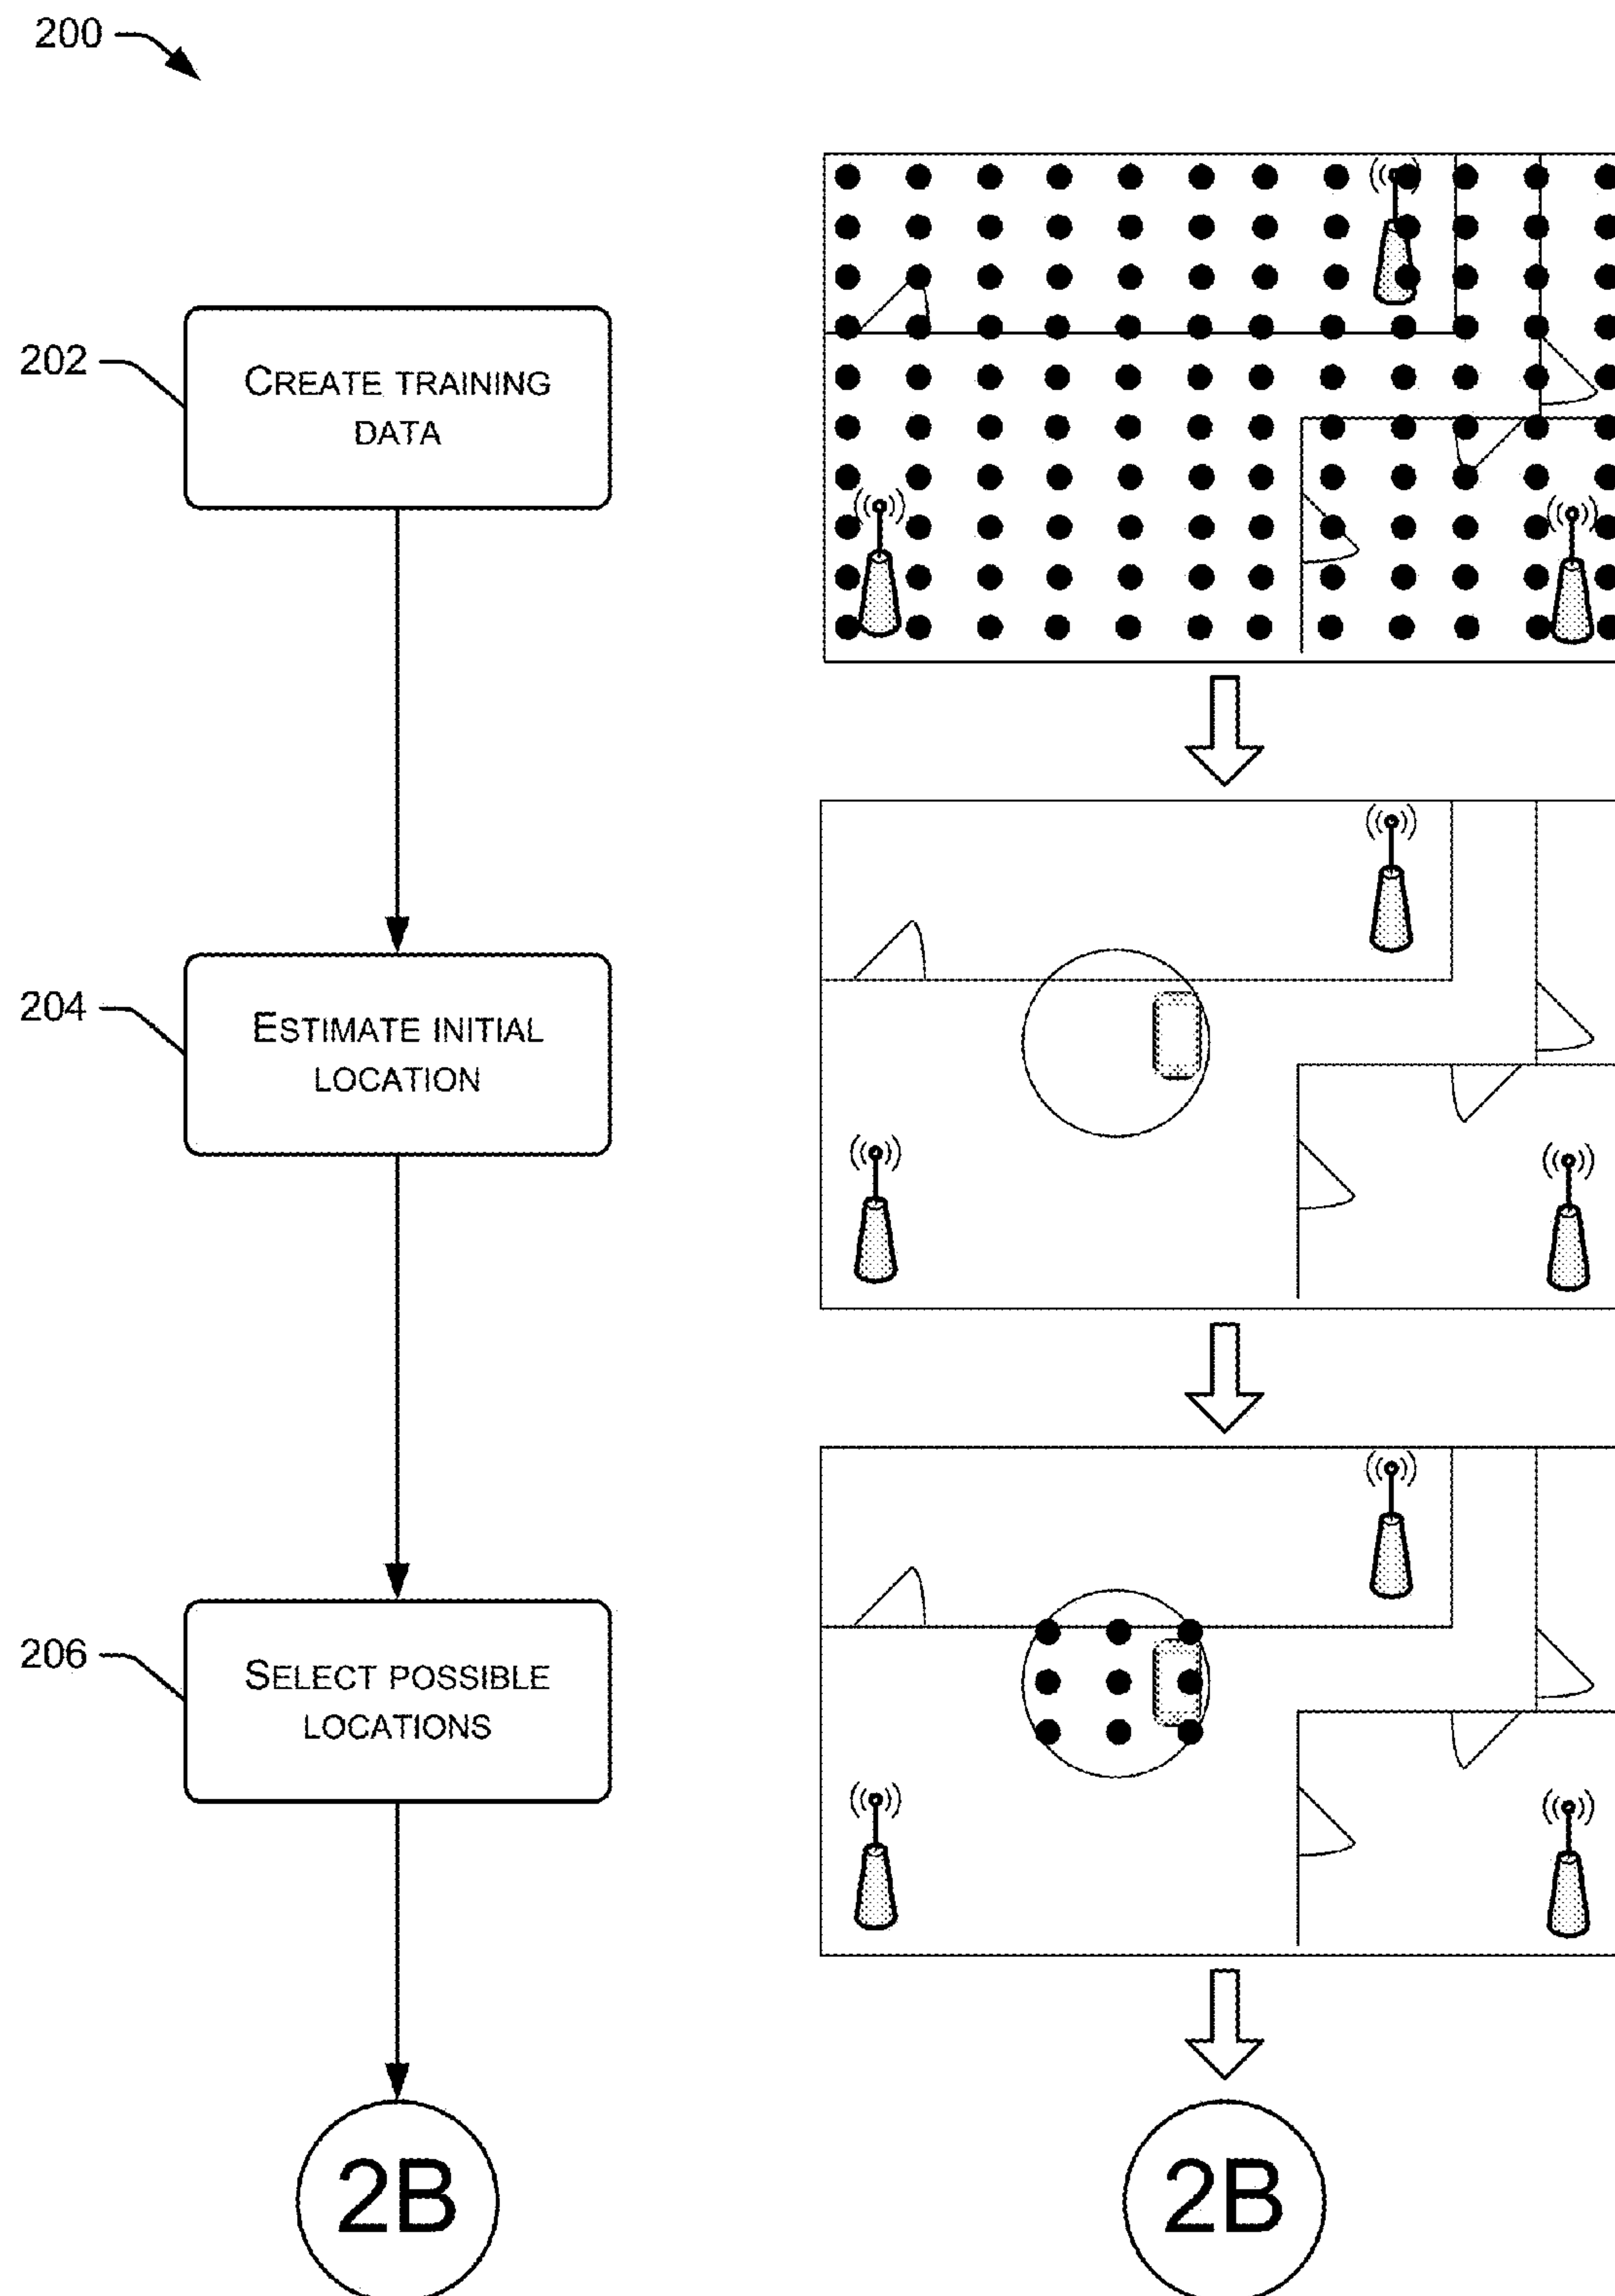 200
202
CREATE TRAINING
DATA
204
ESTIMATE INITIAL
LOCATION
206
SELECT POSSIBLE
LOCATIONS
2B
2B